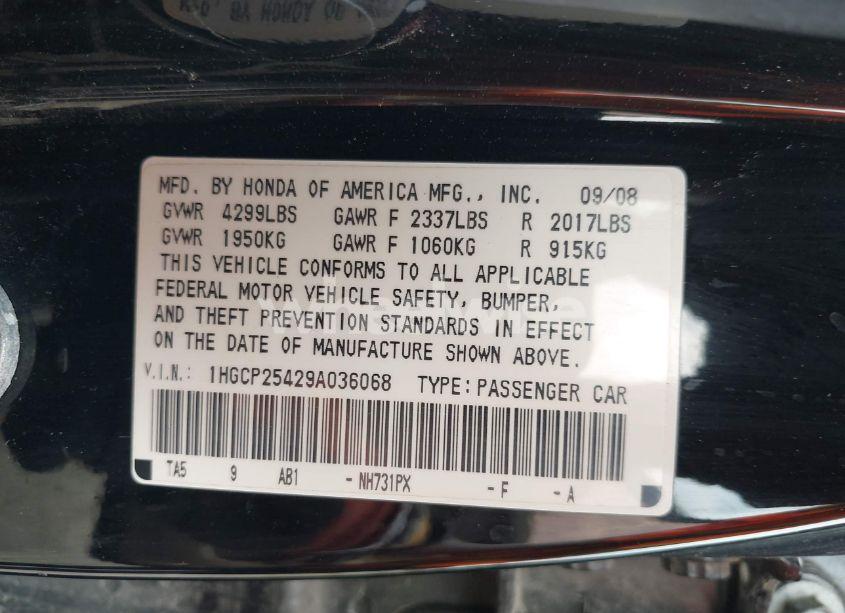 MFD. BY HONDA OF AMERICA MFG., INC. 09/08
GVWR 4299LBS GAWR F 2337LBS R 2017LBS
GVWR 1950KG GAWR F 1060KG R 915KG
THIS VEHICLE CONFORMS TO ALL APPLICABLE
FEDERAL MOTOR VEHICLE SAFETY, BUMPER,
AND THEFT PREVENTION STANDARDS IN EFFECT
ON THE DATE OF MANUFACTURE SHOWN ABOVE.
V.I.N.: 1HGCP25429A036068 TYPE: PASSENGER CAR
TA5 9 AB1 - NH731PX - F - A